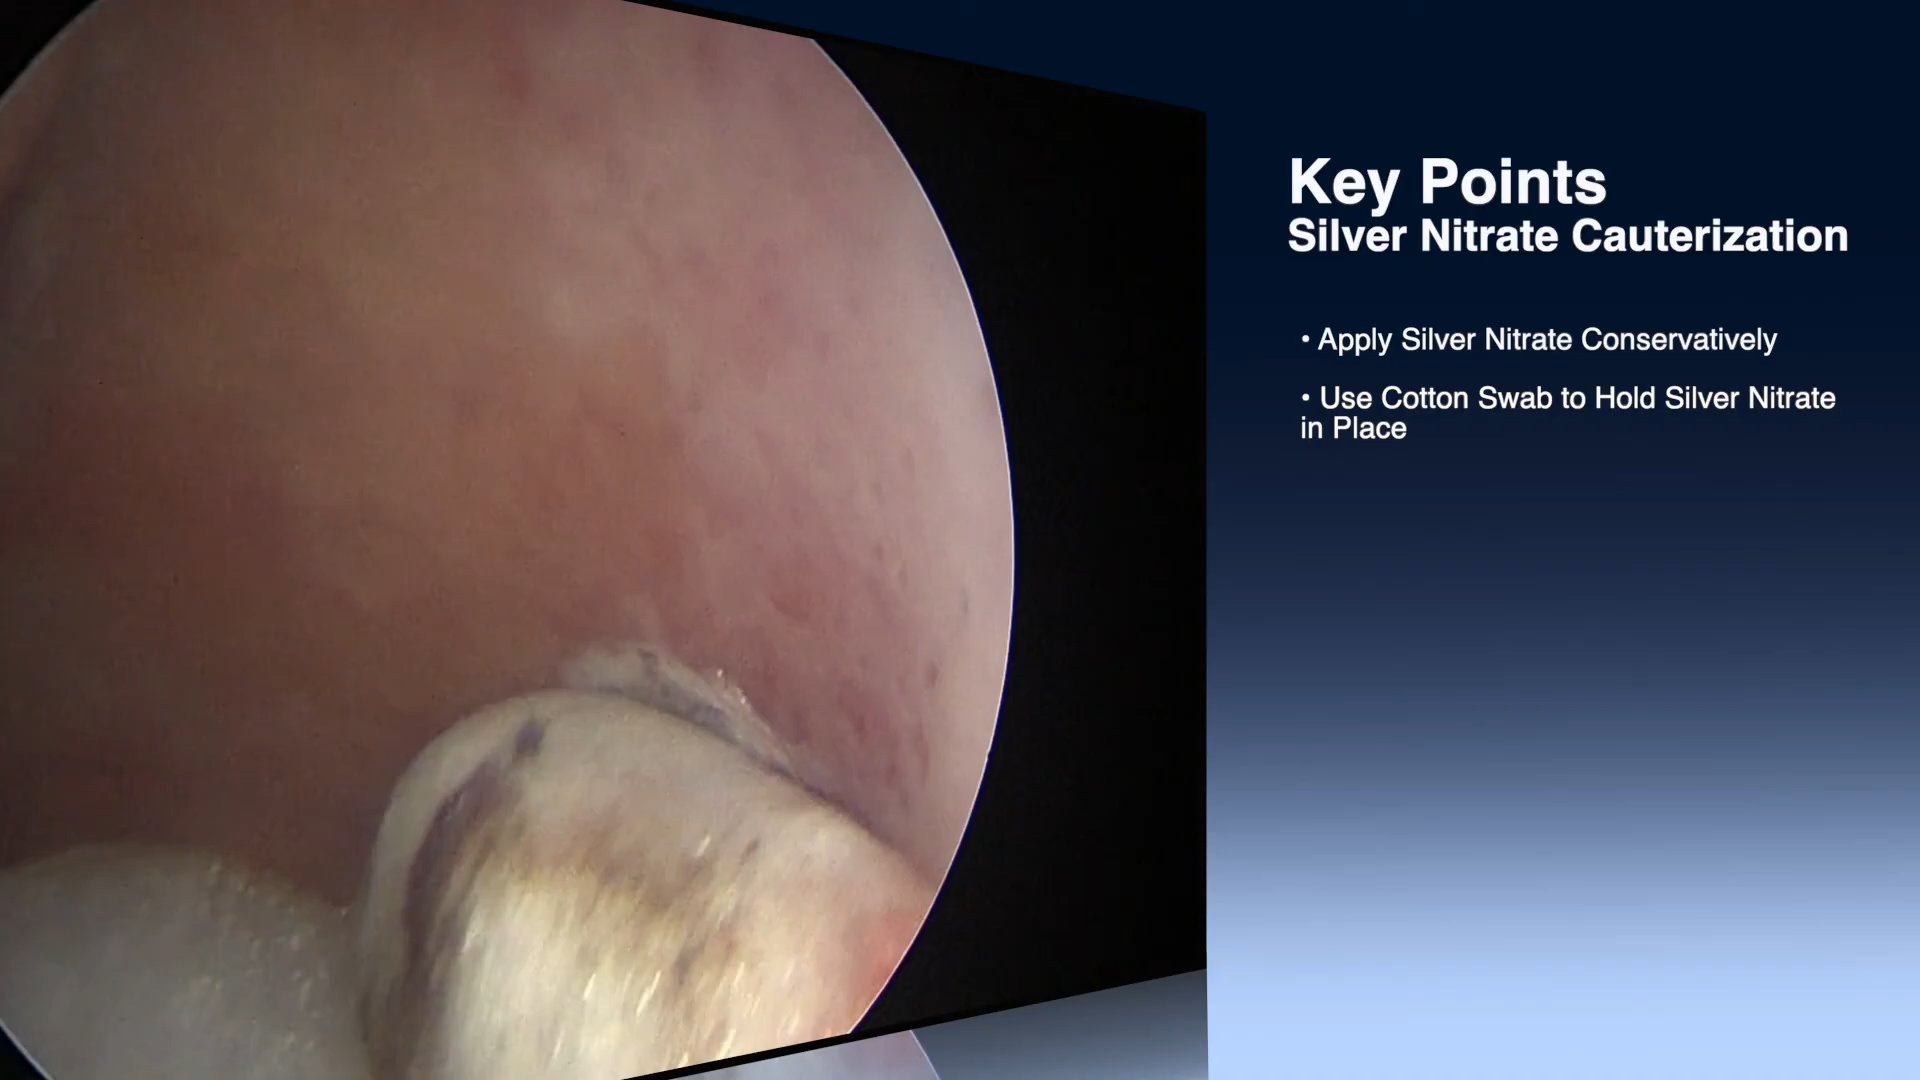 Key Points
Silver Nitrate Cauterization
• Apply Silver Nitrate Conservatively
• Use Cotton Swab to Hold Silver Nitrate
in Place